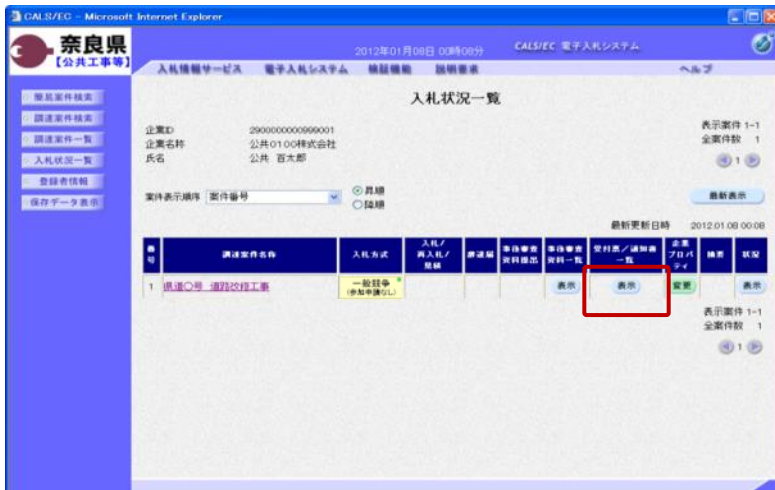 CALS/EC - Microsoft Internet Explorer
奈良県
【公共工事等】
2012年01月08日 00時08分
CALS/EC 電子入札システム
入札情報サービス 電子入札システム 検証機能 説明要求 ヘルプ
簡易案件検索
調達案件検索
調達案件一覧
入札状況一覧
登録者情報
保存データ表示
入札状況一覧
企業ID 2900000000999001
企業名称 公共0100株式会社
氏名 公共 百太郎
表示案件 1-1
全案件数 1
1
案件表示順序 案件番号
昇順
降順
最新表示
最新更新日時 2012.01.08 00:08
番号 調達案件名称 入札方式 入札/再入札/見積 辞退届 事後審査資料提出 事後審査資料一覧 受付票/通知書一覧 企業プロパティ 摘要 状況
1 県道〇号 道路改修工事 一般競争(参加申請なし) 表示 表示 変更 表示
表示案件 1-1
全案件数 1
1